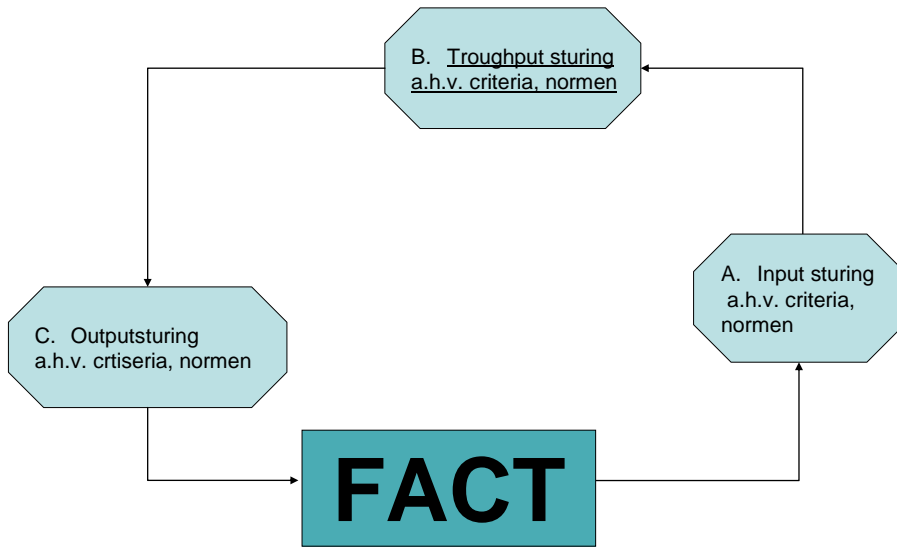 B. Troughput sturing
a.h.v. criteria, normen
A. Input sturing
a.h.v. criteria,
normen
C. Outputsturing
a.h.v. crtiseria, normen
FACT